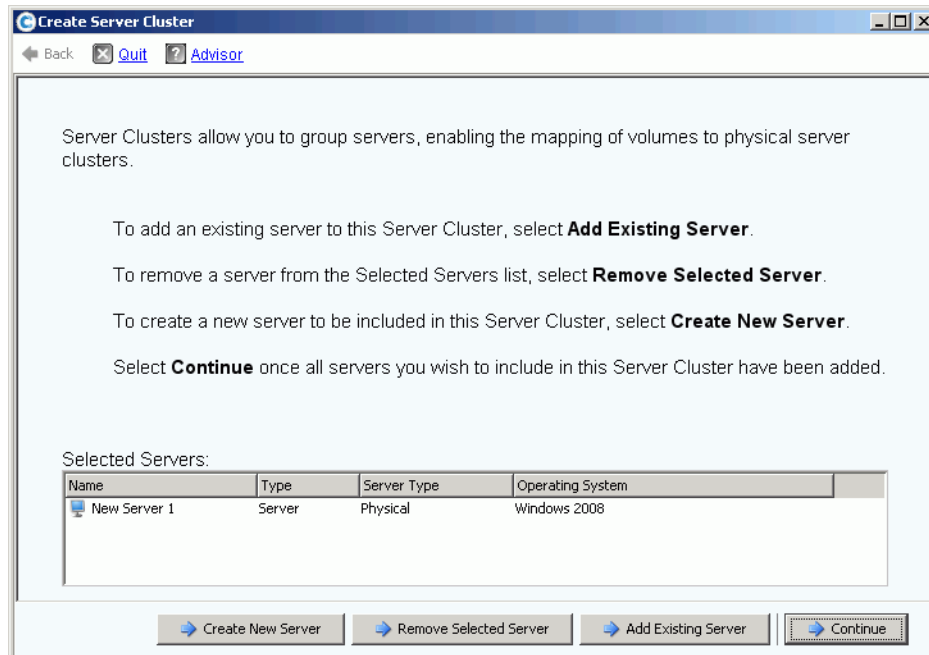 Create Server Cluster
Back Quit Advisor
Server Clusters allow you to group servers, enabling the mapping of volumes to physical server
clusters.
To add an existing server to this Server Cluster, select Add Existing Server.
To remove a server from the Selected Servers list, select Remove Selected Server.
To create a new server to be included in this Server Cluster, select Create New Server.
Select Continue once all servers you wish to include in this Server Cluster have been added.
Selected Servers:
Name Type Server Type Operating System
New Server 1 Server Physical Windows 2008
Create New Server Remove Selected Server Add Existing Server Continue